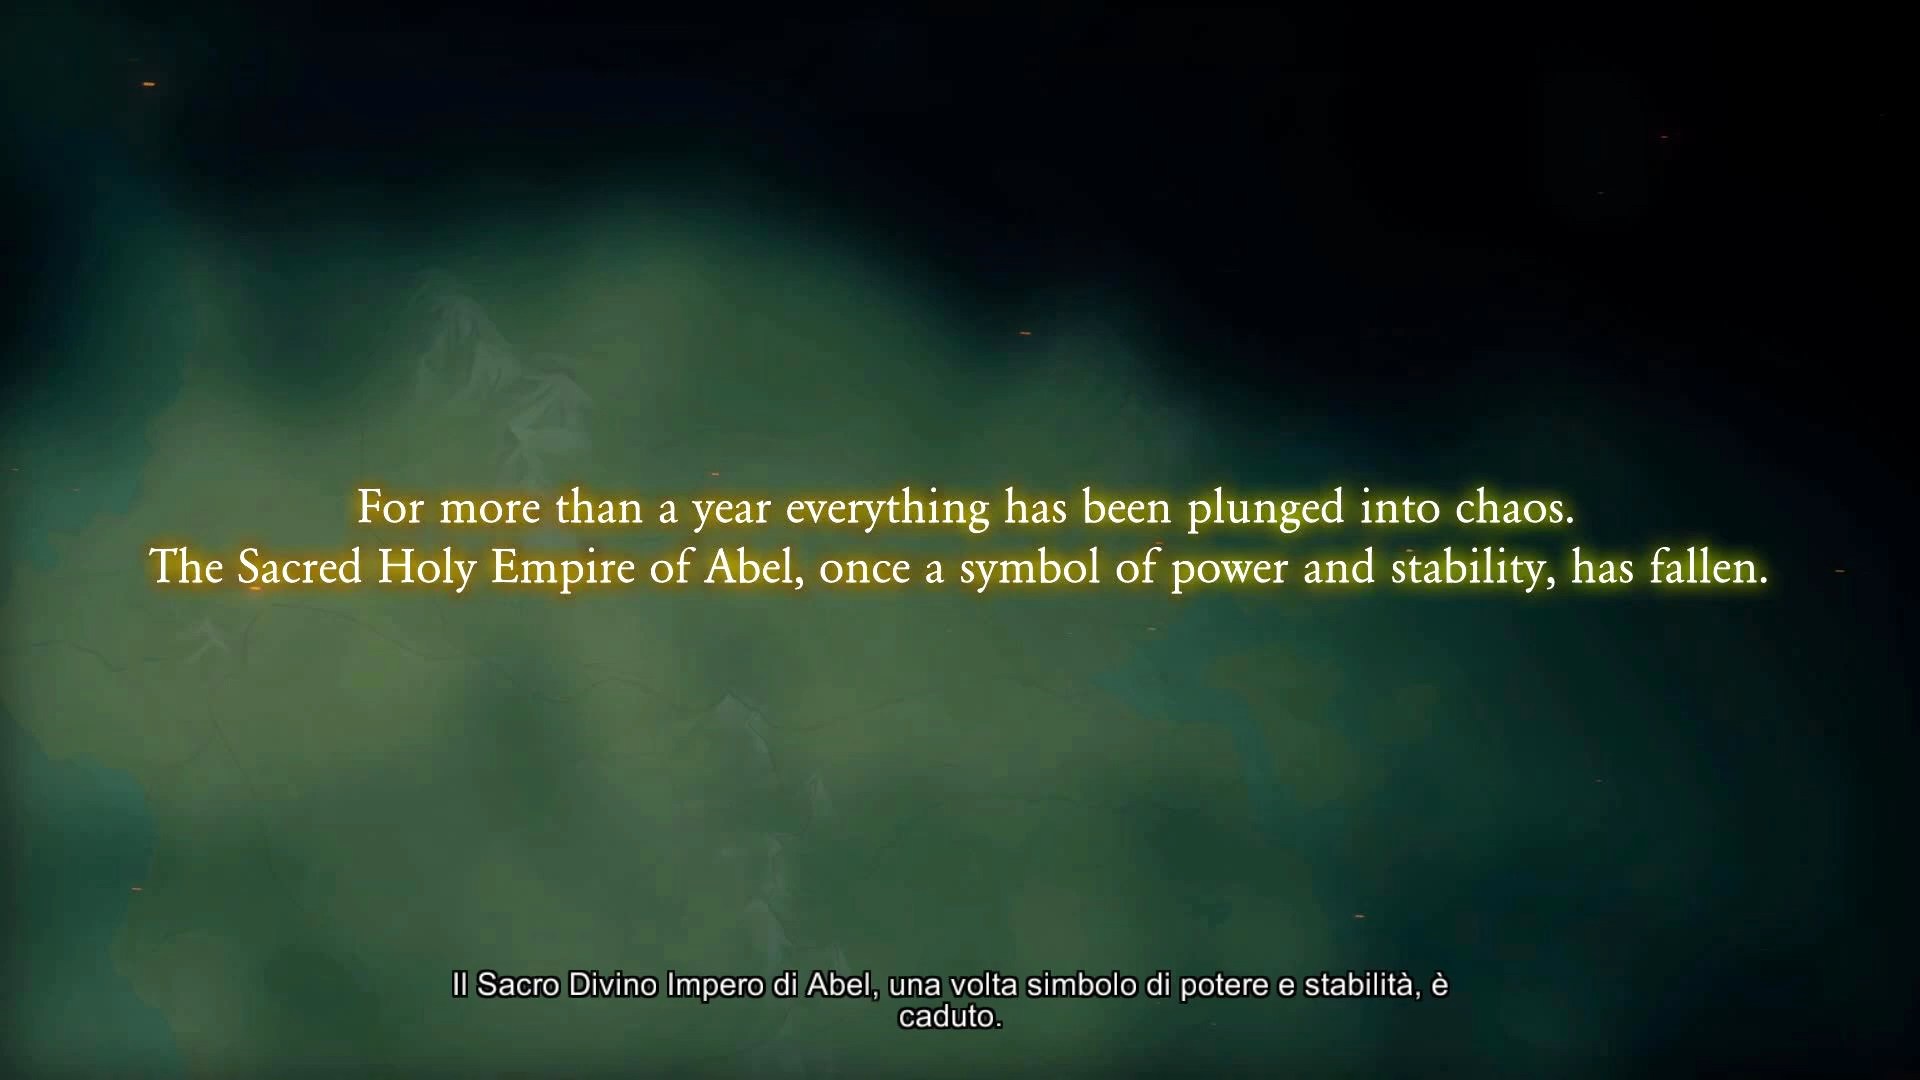 For more than a year everything has been plunged into chaos.
The Sacred Holy Empire of Abel, once a symbol of power and stability, has fallen.
Il Sacro Divino Impero di Abel, una volta simbolo di potere e stabilità, è
caduto.